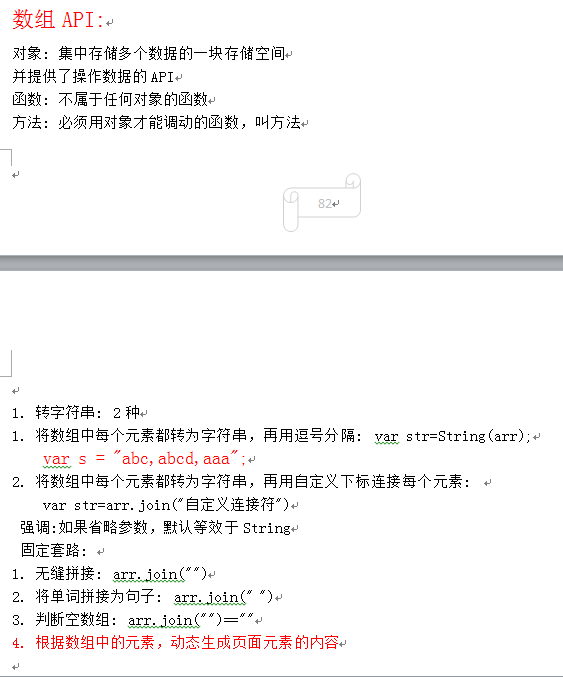 数组 API:
对象: 集中存储多个数据的一块存储空间
并提供了操作数据的 API
函数: 不属于任何对象的函数
方法: 必须用对象才能调动的函数，叫方法
82
1. 转字符串: 2 种
1. 将数组中每个元素都转为字符串，再用逗号分隔: var str=String(arr);
var s = "abc,abcd,aaa";
2. 将数组中每个元素都转为字符串，再用自定义下标连接每个元素:
var str=arr.join("自定义连接符")
强调:如果省略参数，默认等效于 String
固定套路:
1. 无缝拼接: arr.join("")
2. 将单词拼接为句子: arr.join(" ")
3. 判断空数组: arr.join("")==""
4. 根据数组中的元素，动态生成页面元素的内容